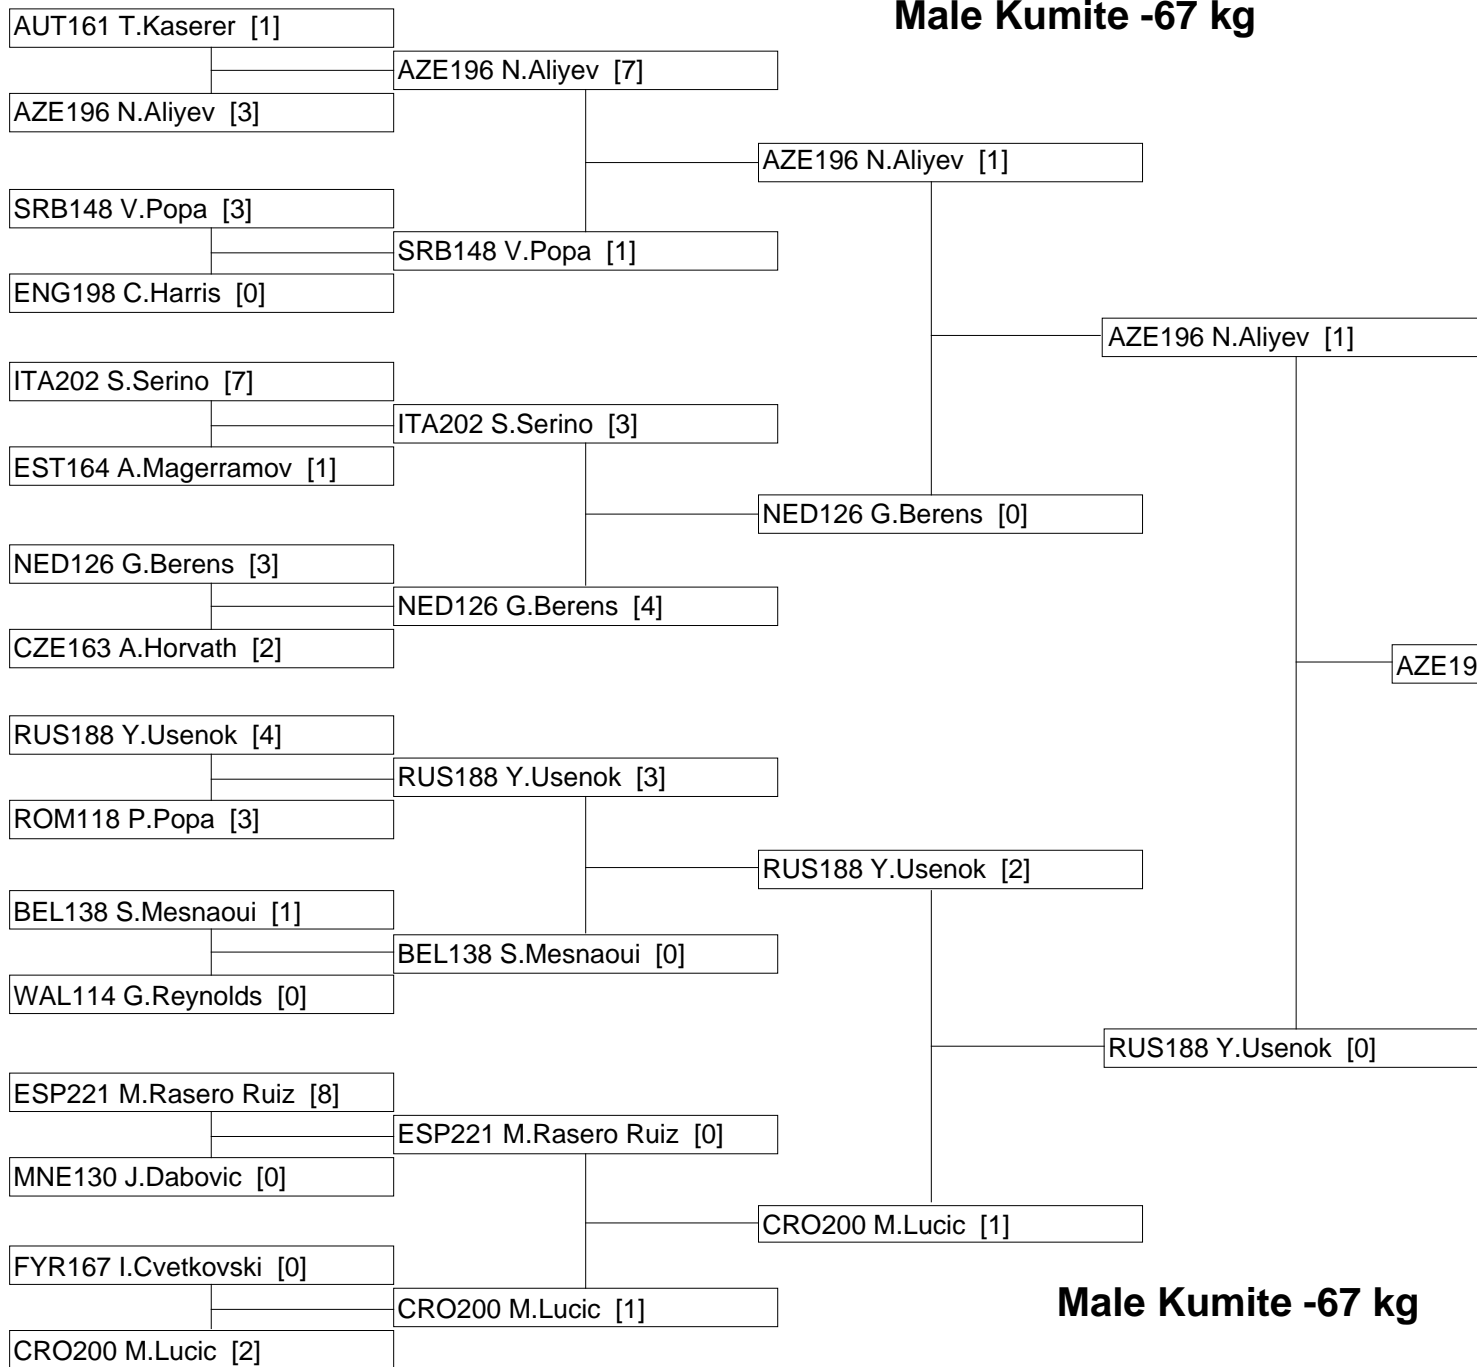 Male Kumite -67 kg
AUT161 T.Kaserer [1]
AZE196 N.Aliyev [7]
AZE196 N.Aliyev [3]
AZE196 N.Aliyev [1]
SRB148 V.Popa [3]
SRB148 V.Popa [1]
ENG198 C.Harris [0]
AZE196 N.Aliyev [1]
ITA202 S.Serino [7]
ITA202 S.Serino [3]
EST164 A.Magerramov [1]
NED126 G.Berens [0]
NED126 G.Berens [3]
NED126 G.Berens [4]
CZE163 A.Horvath [2]
AZE19
RUS188 Y.Usenok [4]
RUS188 Y.Usenok [3]
ROM118 P.Popa [3]
RUS188 Y.Usenok [2]
BEL138 S.Mesnaoui [1]
BEL138 S.Mesnaoui [0]
WAL114 G.Reynolds [0]
RUS188 Y.Usenok [0]
ESP221 M.Rasero Ruiz [8]
ESP221 M.Rasero Ruiz [0]
MNE130 J.Dabovic [0]
CRO200 M.Lucic [1]
FYR167 I.Cvetkovski [0]
CRO200 M.Lucic [1]
Male Kumite -67 kg
CRO200 M.Lucic [2]